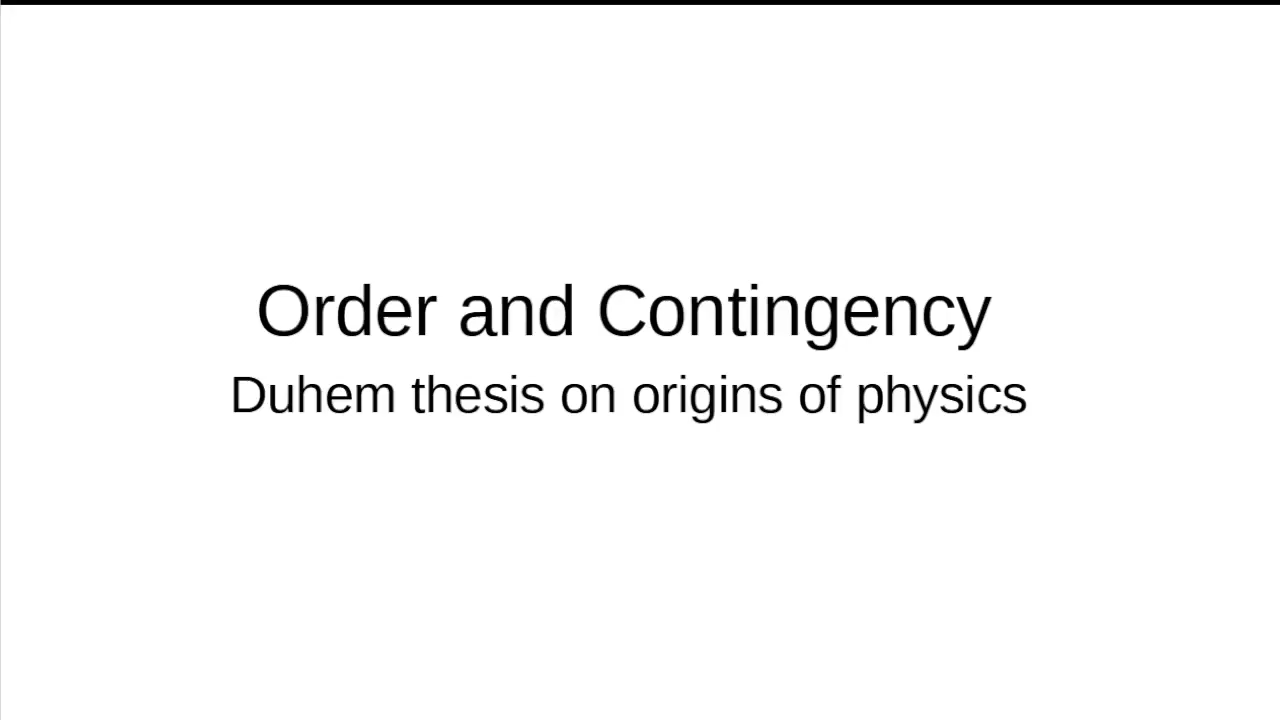 Order and Contingency
Duhem thesis on origins of physics